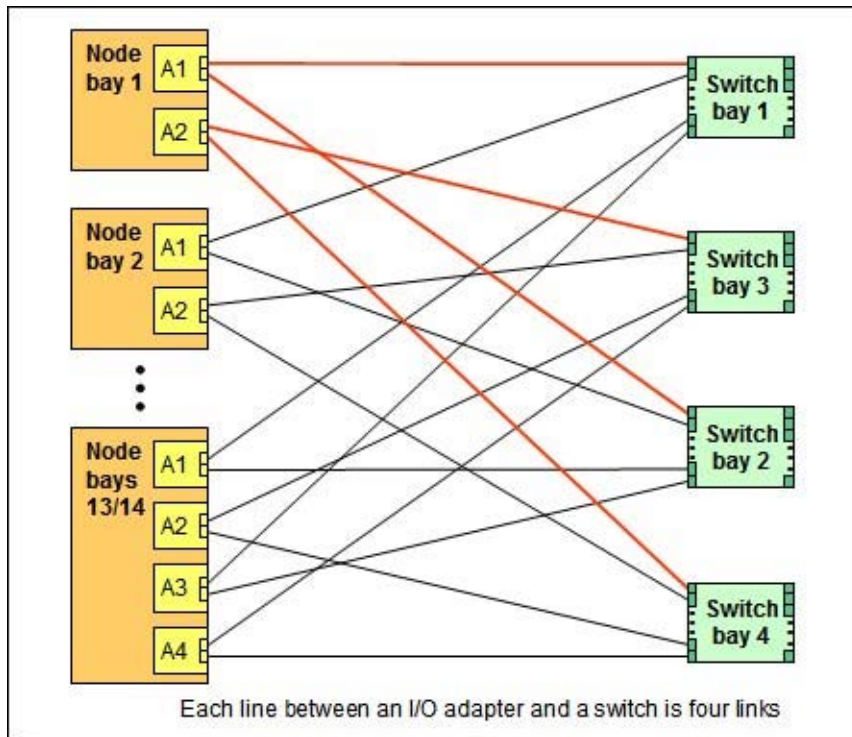 Node
bay 1
A1
A2
Node
bay 2
A1
A2
Node
bays
13/14
A1
A2
A3
A4
Switch
bay 1
Switch
bay 3
Switch
bay 2
Switch
bay 4
Each line between an I/O adapter and a switch is four links